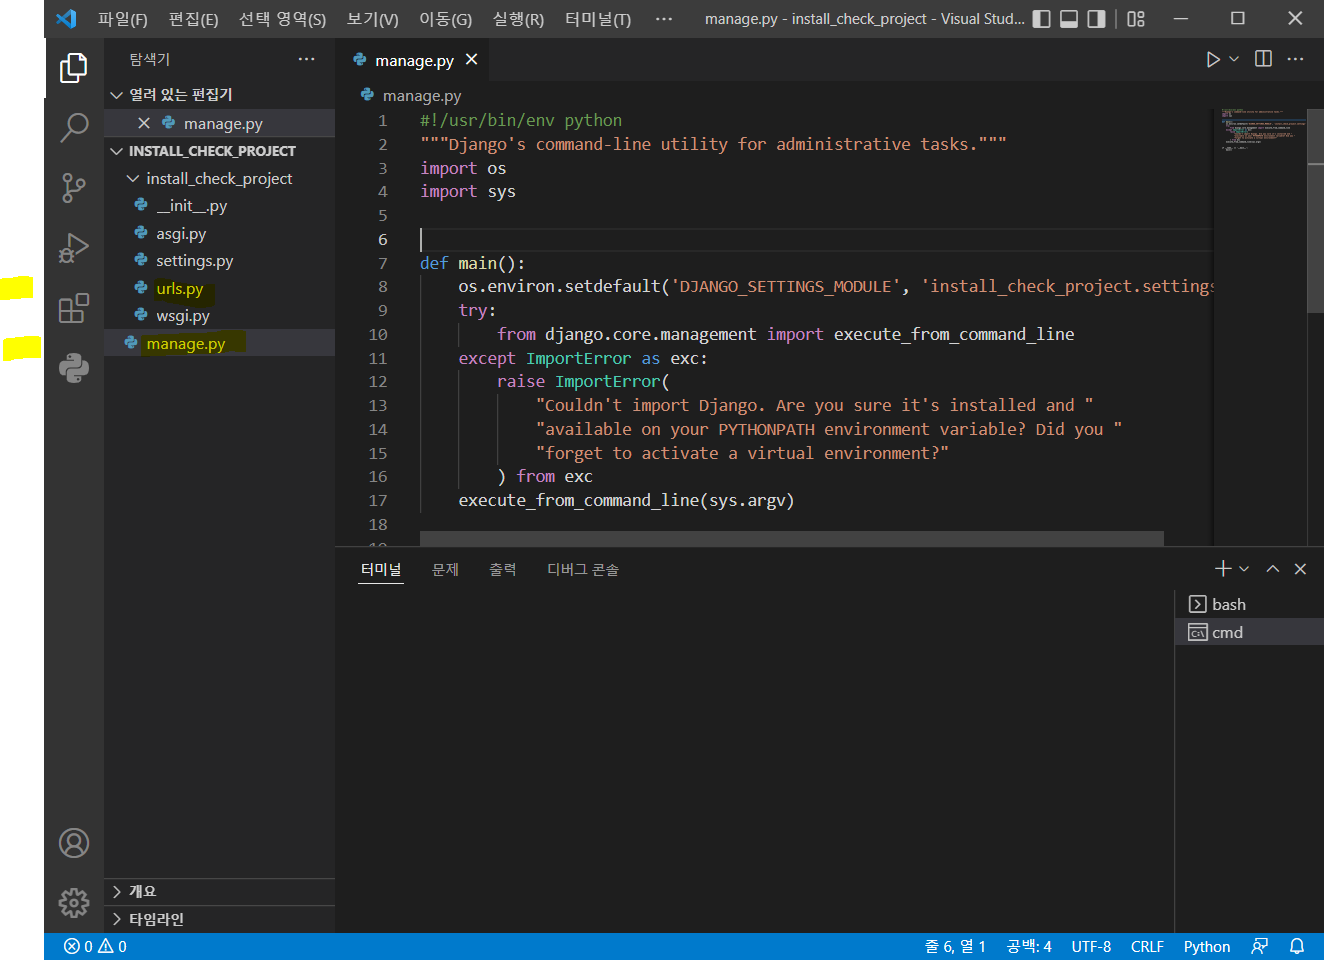 파일(F) 편집(E) 선택 영역(S) 보기(V) 이동(G) 실행(R) 터미널(T) ··· manage.py - install_check_project - Visual Stud...
탐색기
manage.py
열려 있는 편집기
manage.py
INSTALL_CHECK_PROJECT
install_check_project
__init__.py
asgi.py
settings.py
urls.py
wsgi.py
manage.py
개요
타임라인
manage.py
1 #!/usr/bin/env python
2 """Django's command-line utility for administrative tasks."""
3 import os
4 import sys
5
6
7 def main():
8 os.environ.setdefault('DJANGO_SETTINGS_MODULE', 'install_check_project.settings
9 try:
10 from django.core.management import execute_from_command_line
11 except ImportError as exc:
12 raise ImportError(
13 "Couldn't import Django. Are you sure it's installed and "
14 "available on your PYTHONPATH environment variable? Did you "
15 "forget to activate a virtual environment?"
16 ) from exc
17 execute_from_command_line(sys.argv)
18
터미널 문제 출력 디버그 콘솔
bash
cmd
0 0 줄 6, 열 1 공백: 4 UTF-8 CRLF Python